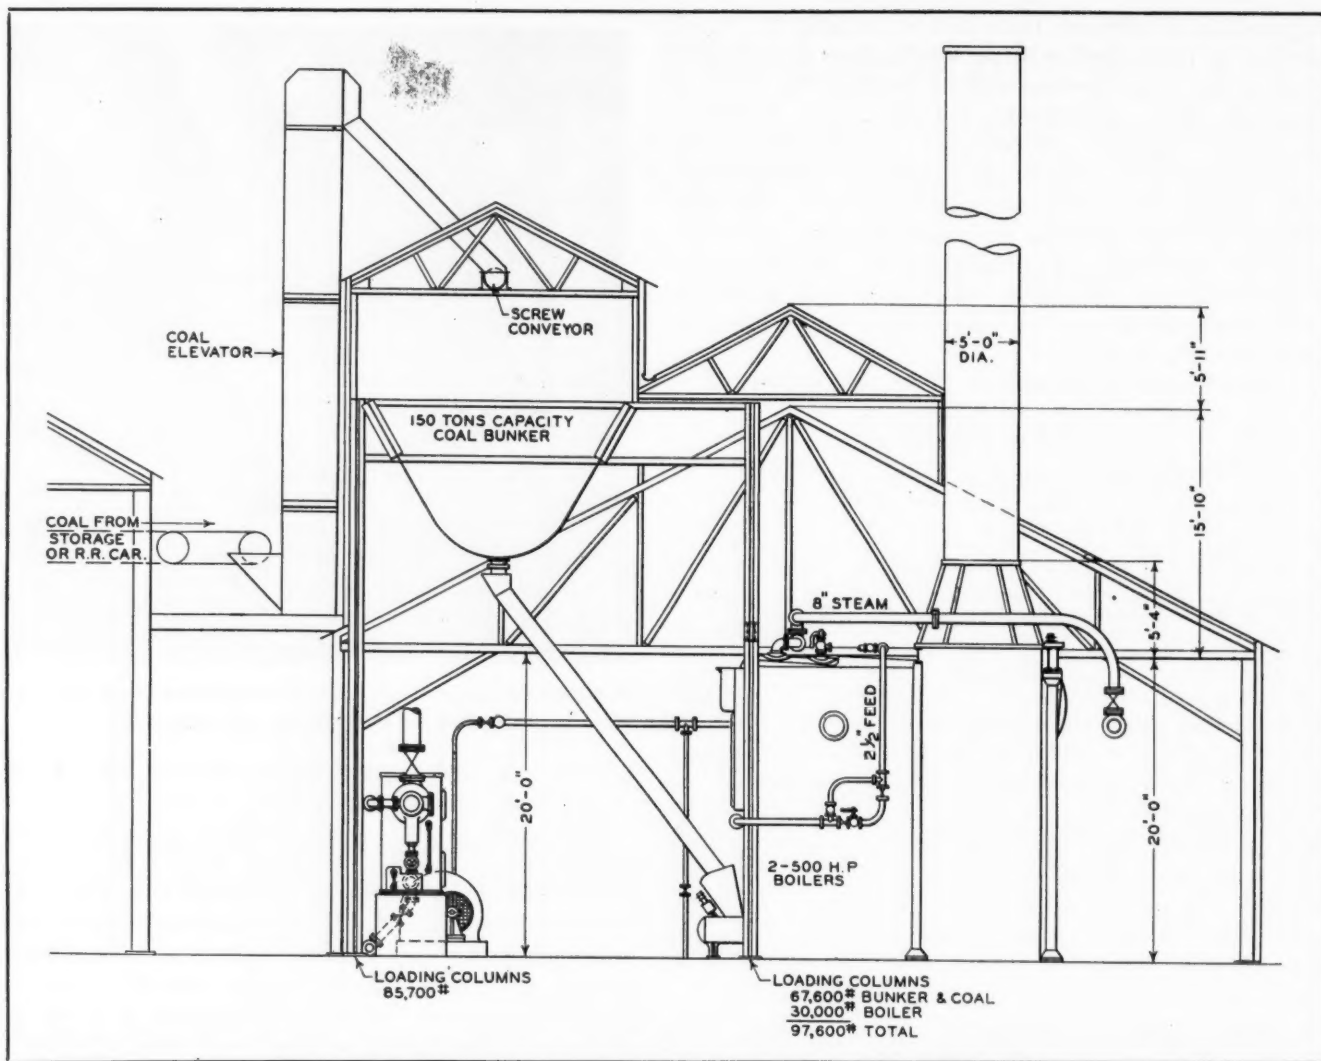 SCREW
CONVEYOR
COAL
ELEVATOR
5'-0"
DIA.
5'-11"
150 TONS CAPACITY
COAL BUNKER
15'-10"
COAL FROM
STORAGE
OR R.R. CAR.
8" STEAM
5'-4"
2½" FEED
20'-0"
20'-0"
2-500 H.P
BOILERS
LOADING COLUMNS
85,700#
LOADING COLUMNS
67,600# BUNKER & COAL
30,000# BOILER
97,600# TOTAL